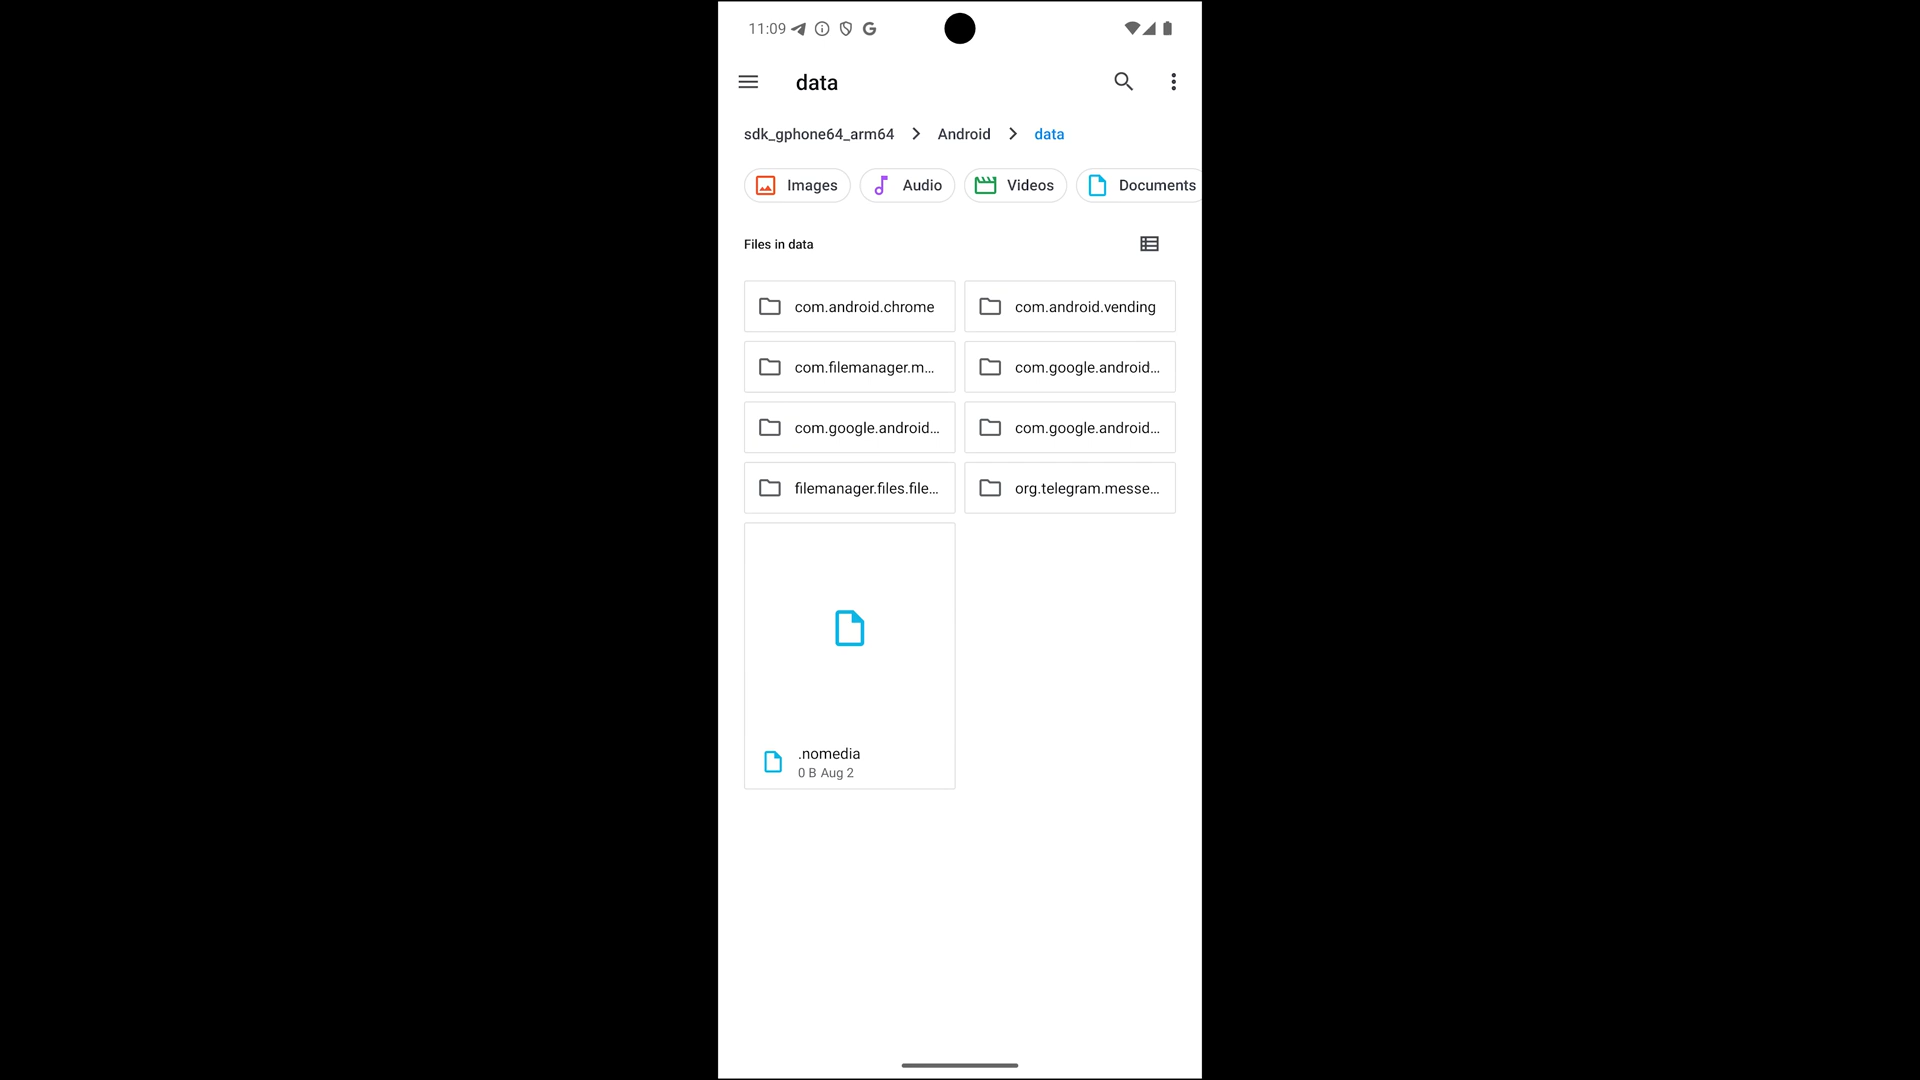 11:09
data
sdk_gphone64_arm64 > Android > data
Images Audio Videos Documents
Files in data
com.android.chrome com.android.vending
com.filemanager.m... com.google.android...
com.google.android... com.google.android...
filemanager.files.file... org.telegram.messe...
.nomedia
0 B Aug 2